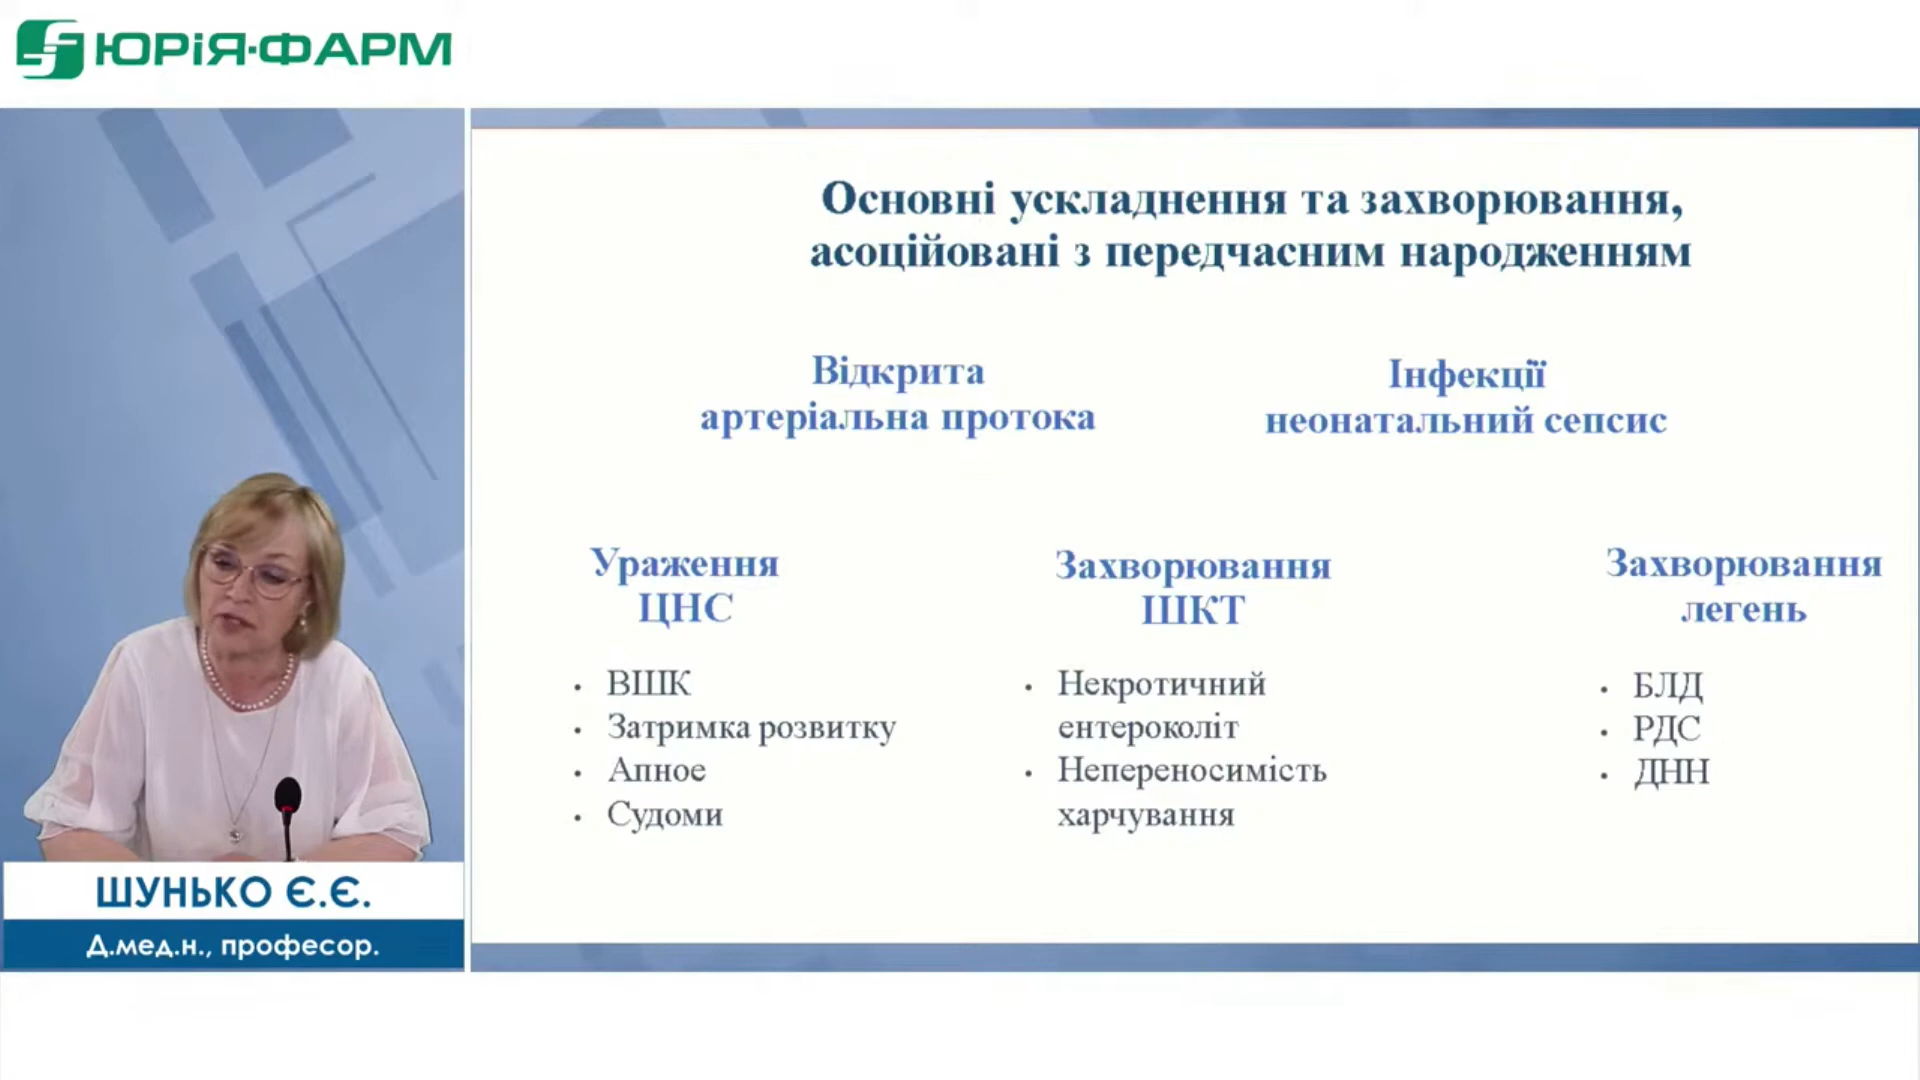 ЮРіЯ·ФАРМ
Основні ускладнення та захворювання,
асоційовані з передчасним народженням
Відкрита
артеріальна протока
Інфекції
неонатальний сепсис
Ураження
ЦНС
• ВШК
• Затримка розвитку
• Апное
• Судоми
Захворювання
ШКТ
• Некротичний
ентероколіт
• Непереносимість
харчування
Захворювання
легень
• БЛД
• РДС
• ДНН
ШУНЬКО Є.Є.
Д.мед.н., професор.